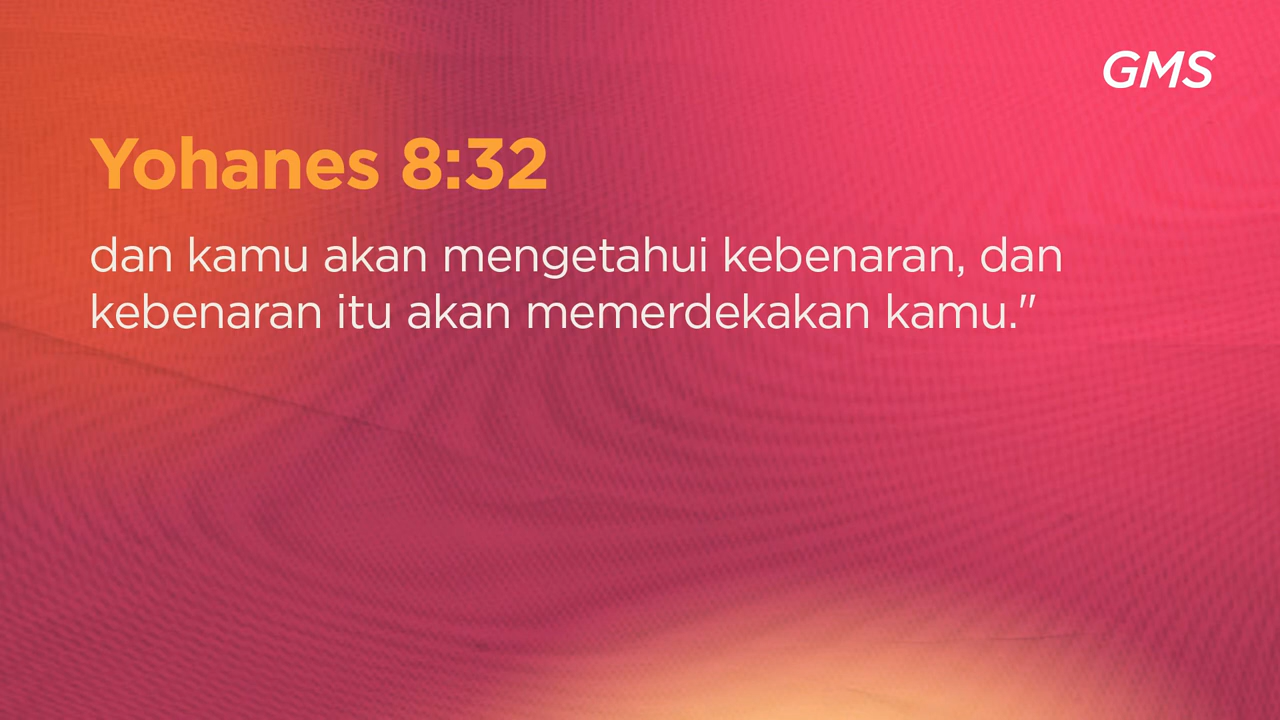 GMS
Yohanes 8:32
dan kamu akan mengetahui kebenaran, dan
kebenaran itu akan memerdekakan kamu."